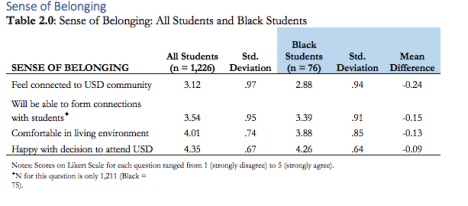 Sense of Belonging
Table 2.0: Sense of Belonging: All Students and Black Students
SENSE OF BELONGING All Students (n = 1,226) Std. Deviation Black Students (n = 76) Std. Deviation Mean Difference
Feel connected to USD community 3.12 .97 2.88 .94 -0.24
Will be able to form connections
with students* 3.54 .95 3.39 .91 -0.15
Comfortable in living environment 4.01 .74 3.88 .85 -0.13
Happy with decision to attend USD 4.35 .67 4.26 .64 -0.09
Notes: Scores on Likert Scale for each question ranged from 1 (strongly disagree) to 5 (strongly agree).
*N for this question is only 1,211 (Black =
75).